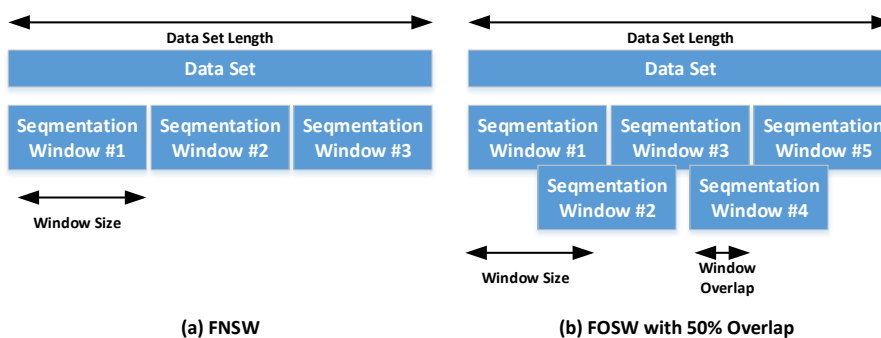 Data Set Length
Data Set
Seqmentation
Window #1
Seqmentation
Window #2
Seqmentation
Window #3
Window Size
(a) FNSW
Data Set Length
Data Set
Seqmentation
Window #1
Seqmentation
Window #3
Seqmentation
Window #5
Seqmentation
Window #2
Seqmentation
Window #4
Window Size
Window
Overlap
(b) FOSW with 50% Overlap